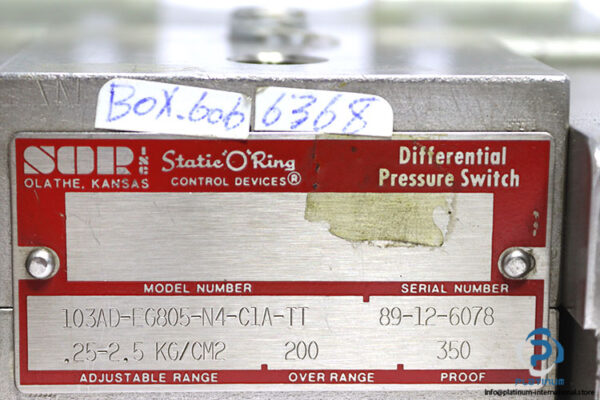 BOX.606 6368
SOR INC Static "O" Ring
OLATHE, KANSAS CONTROL DEVICES®
Differential
Pressure Switch
MODEL NUMBER SERIAL NUMBER
103AD-EG805-N4-C1A-TT 89-12-6078
.25-2.5 KG/CM2 200 350
ADJUSTABLE RANGE OVER RANGE PROOF
PLATINUM
INTERNATIONAL
Info@platinum-international.store